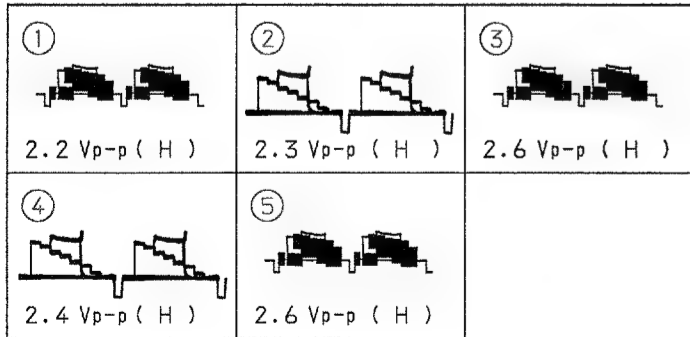 ①
2.2 Vp-p ( H )
②
2.3 Vp-p ( H )
③
2.6 Vp-p ( H )
④
2.4 Vp-p ( H )
⑤
2.6 Vp-p ( H )